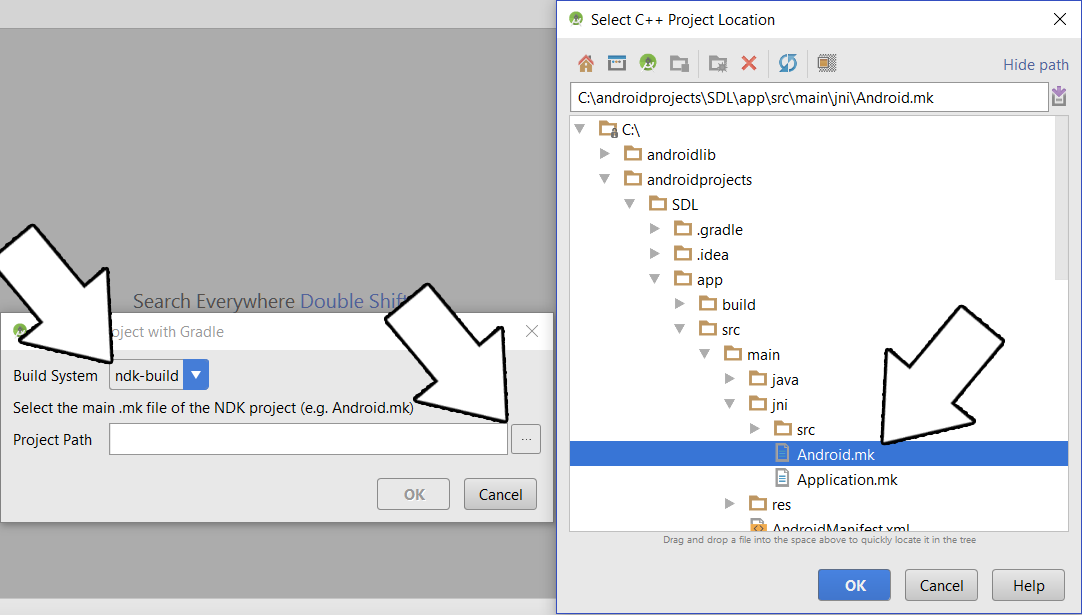 Search Everywhere Double Shift
oject with Gradle
Build System ndk-build
Select the main .mk file of the NDK project (e.g. Android.mk)
Project Path
...
OK Cancel
Select C++ Project Location
Hide path
C:\androidprojects\SDL\app\src\main\jni\Android.mk
C:\
androidlib
androidprojects
SDL
.gradle
.idea
app
build
src
main
java
jni
src
Android.mk
Application.mk
res
AndroidManifest.xml
Drag and drop a file into the space above to quickly locate it in the tree
OK Cancel Help